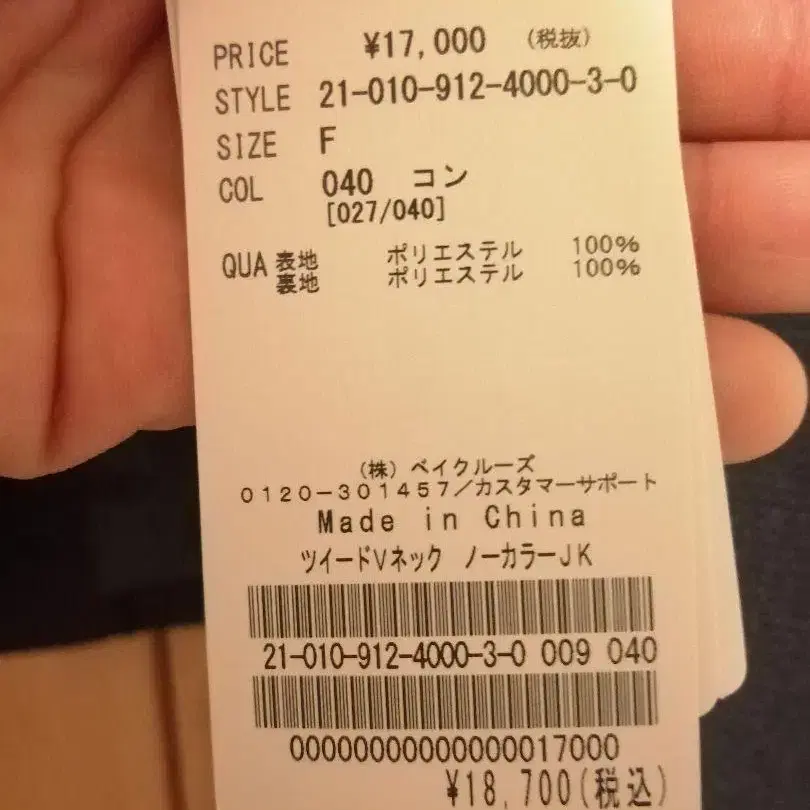 PRICE ¥17,000 (税抜)
STYLE 21-010-912-4000-3-0
SIZE F
COL 040 コン
[027/040]
QUA 表地 ポリエステル 100%
裏地 ポリエステル 100%
(株) ベイクルーズ
0120-301457/カスタマーサポート
Made in China
ツイードVネック ノーカラーJK
21-010-912-4000-3-0 009 040
00000000000000017000
¥18,700(税込)